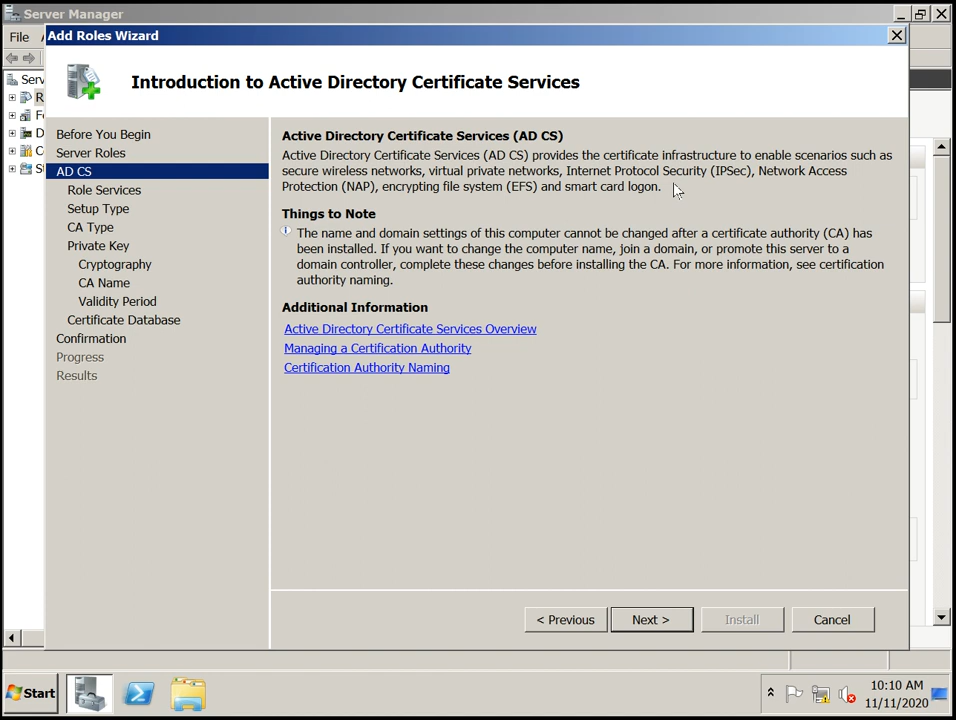 Server Manager
File
Add Roles Wizard
Introduction to Active Directory Certificate Services
Before You Begin
Server Roles
AD CS
Role Services
Setup Type
CA Type
Private Key
Cryptography
CA Name
Validity Period
Certificate Database
Confirmation
Progress
Results
Active Directory Certificate Services (AD CS)
Active Directory Certificate Services (AD CS) provides the certificate infrastructure to enable scenarios such as
secure wireless networks, virtual private networks, Internet Protocol Security (IPSec), Network Access
Protection (NAP), encrypting file system (EFS) and smart card logon.
Things to Note
The name and domain settings of this computer cannot be changed after a certificate authority (CA) has
been installed. If you want to change the computer name, join a domain, or promote this server to a
domain controller, complete these changes before installing the CA. For more information, see certification
authority naming.
Additional Information
Active Directory Certificate Services Overview
Managing a Certification Authority
Certification Authority Naming
< Previous
Next >
Install
Cancel
Start
10:10 AM
11/11/2020